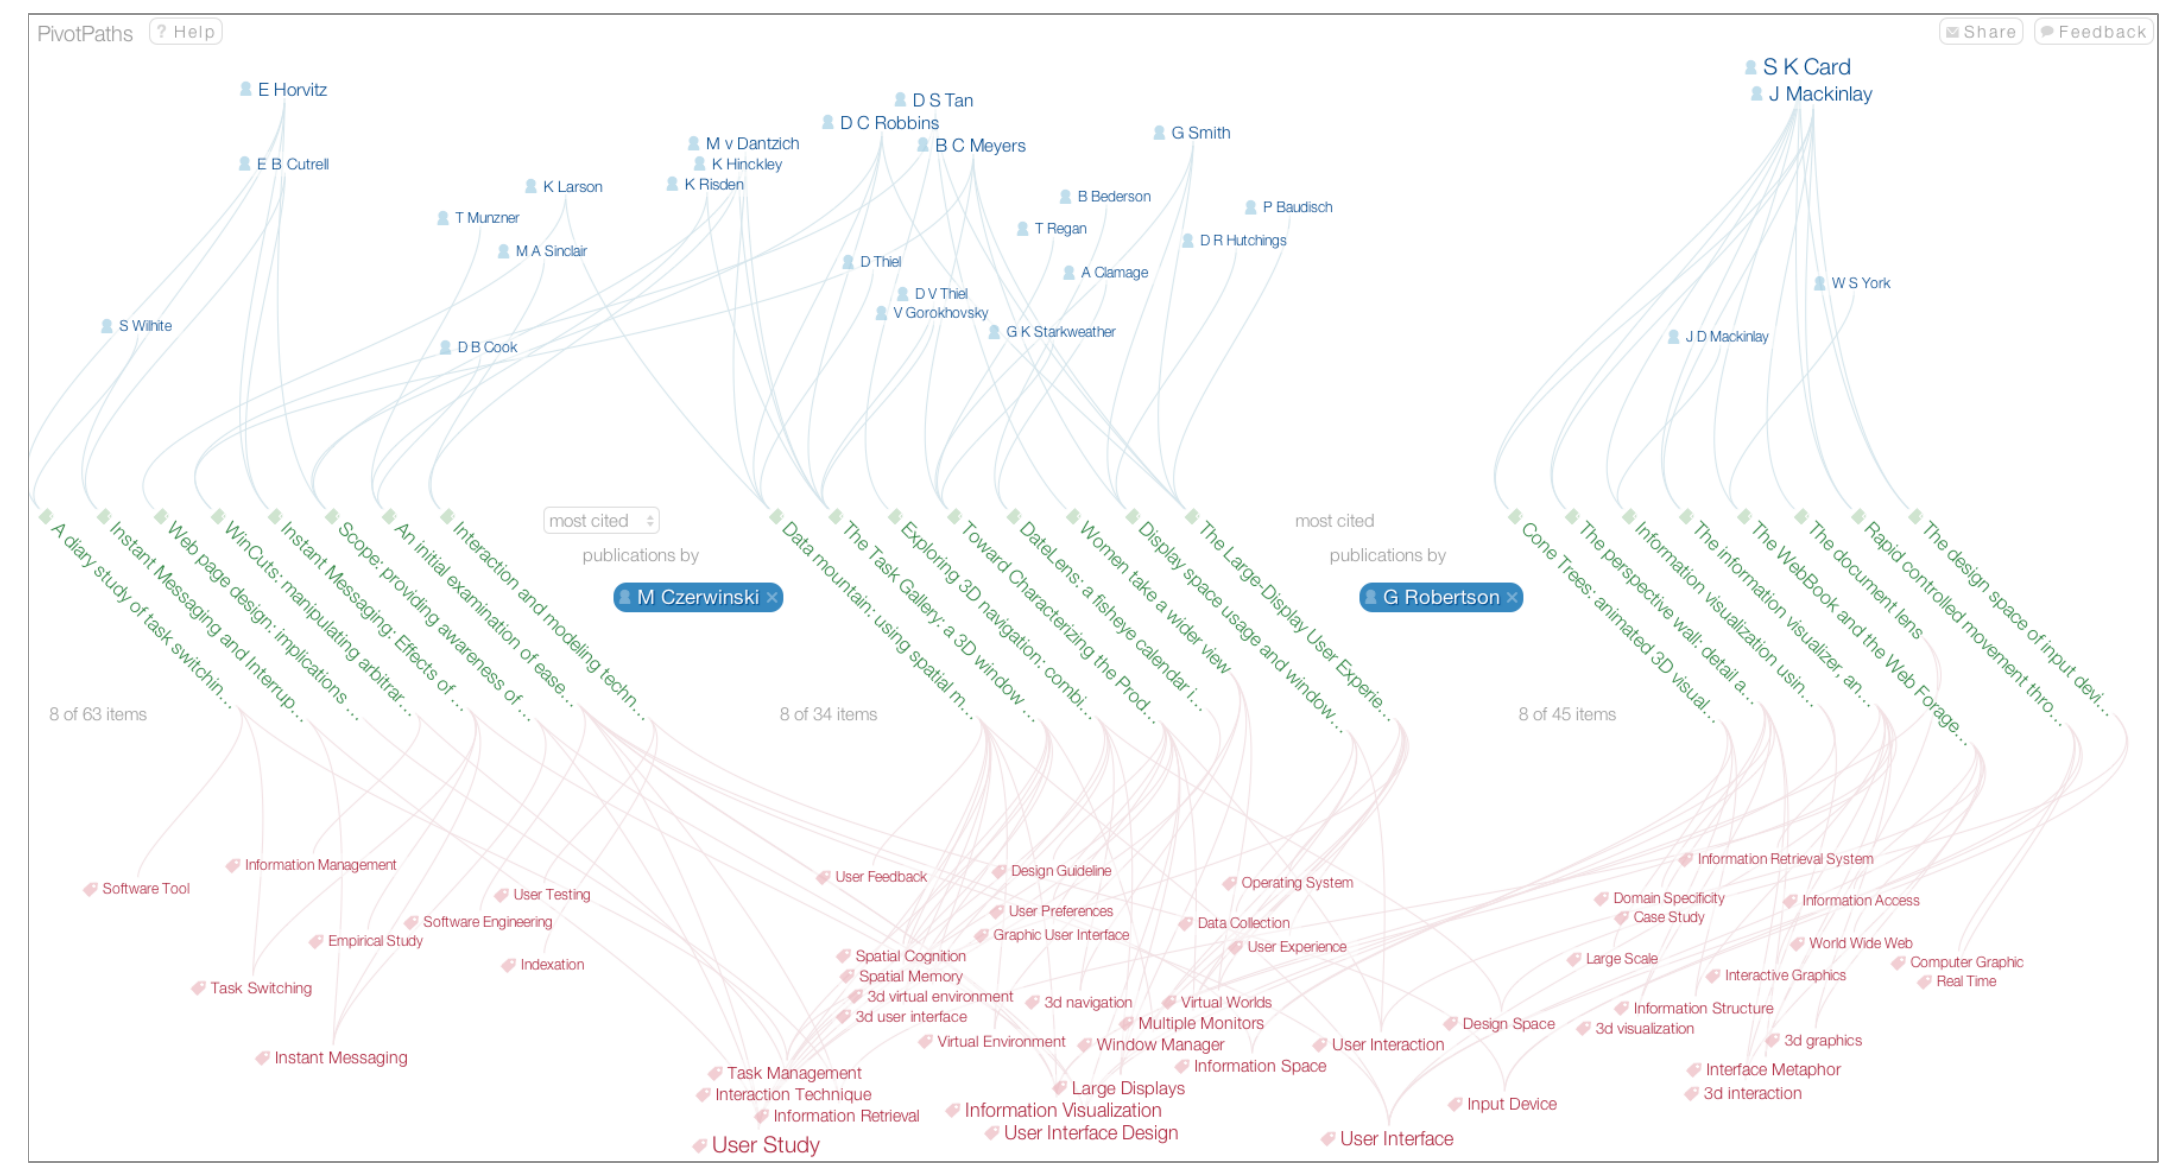 PivotPaths
? Help
Share
Feedback
S K Card
E Horvitz
J Mackinlay
D S Tan
D C Robbins
G Smith
M v Dantzich
B C Meyers
E B Cutrell
K Hinckley
K Risden
K Larson
B Bederson
P Baudisch
T Munzner
T Regan
D R Hutchings
M A Sinclair
D Thiel
A Clamage
W S York
D V Thiel
V Gorokhovsky
S Wilhite
G K Starkweather
J D Mackinlay
D B Cook
A diary study of task switchin...
Instant Messaging and Interrup...
Web page design: implications ...
WinCuts: manipulating arbitrar...
Instant Messaging: Effects of ...
Scope: providing awareness of ...
An initial examination of ease...
Interaction and modeling techn...
most cited
publications by
M Czerwinski ×
Data mountain: using spatial m...
The Task Gallery: a 3D window ...
Exploring 3D navigation: combi...
Toward Characterizing the Prod...
DateLens: a fisheye calendar i...
Women take a wider view
Display space usage and window...
The Large-Display User Experie...
most cited
publications by
G Robertson ×
Cone Trees: animated 3D visual...
The perspective wall: detail a...
Information visualization usin...
The information visualizer, an...
The WebBook and the Web Forage...
The document lens
Rapid controlled movement thro...
The design space of input devi...
8 of 63 items
8 of 34 items
8 of 45 items
Information Retrieval System
Information Management
Design Guideline
User Feedback
Operating System
Software Tool
User Testing
Domain Specificity
Information Access
User Preferences
Case Study
Software Engineering
Data Collection
Graphic User Interface
Empirical Study
World Wide Web
User Experience
Spatial Cognition
Large Scale
Computer Graphic
Indexation
Spatial Memory
Interactive Graphics
Real Time
Task Switching
3d virtual environment
3d navigation
Virtual Worlds
Information Structure
3d user interface
Multiple Monitors
Design Space
3d visualization
Virtual Environment
Window Manager
User Interaction
3d graphics
Instant Messaging
Information Space
Interface Metaphor
Task Management
Large Displays
3d interaction
Interaction Technique
Input Device
Information Visualization
Information Retrieval
User Interface Design
User Interface
User Study